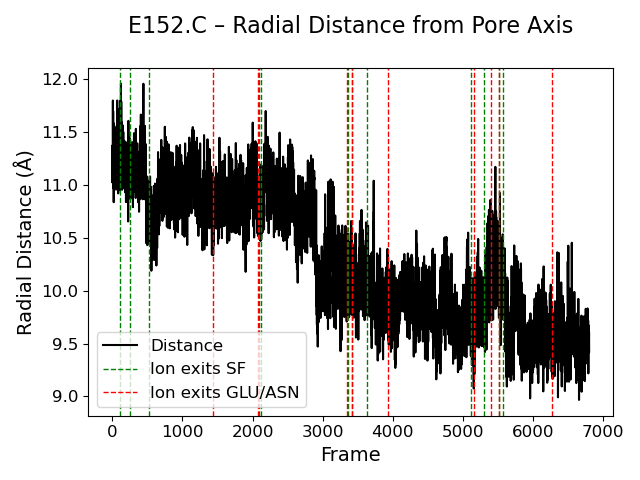 E152.C – Radial Distance from Pore Axis
Radial Distance (Å)
12.0
11.5
11.0
10.5
10.0
9.5
9.0
Distance
Ion exits SF
Ion exits GLU/ASN
0 1000 2000 3000 4000 5000 6000 7000
Frame